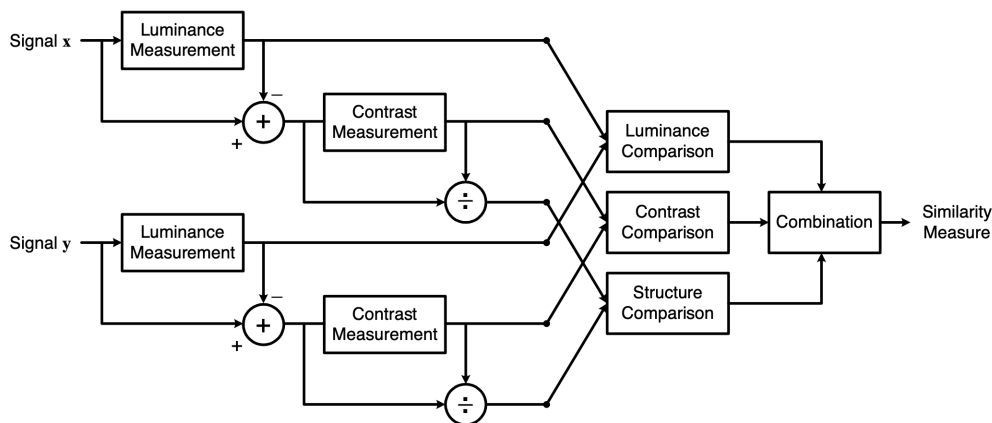 Signal x
Luminance
Measurement
−
+
+
Contrast
Measurement
÷
Signal y
Luminance
Measurement
−
+
+
Contrast
Measurement
÷
Luminance
Comparison
Contrast
Comparison
Structure
Comparison
Combination
Similarity
Measure